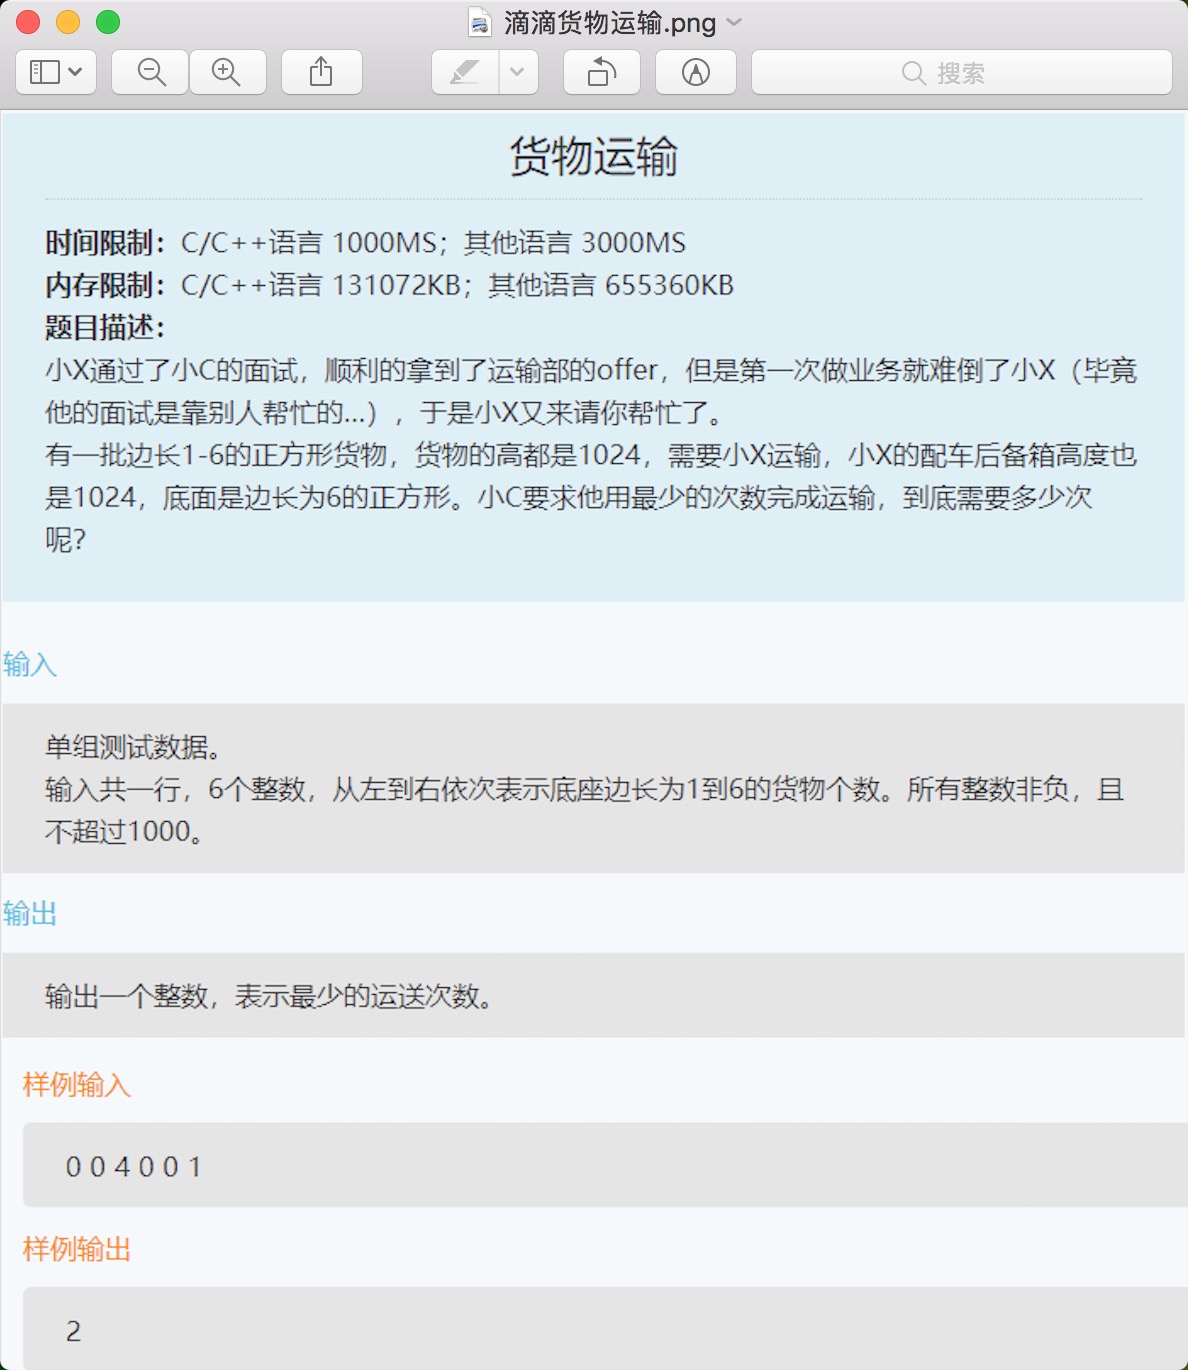 滴滴货物运输.png
搜索
货物运输
时间限制：C/C++语言 1000MS；其他语言 3000MS
内存限制：C/C++语言 131072KB；其他语言 655360KB
题目描述：
小X通过了小C的面试，顺利的拿到了运输部的offer，但是第一次做业务就难倒了小X（毕竟
他的面试是靠别人帮忙的...），于是小X又来请你帮忙了。
有一批边长1-6的正方形货物，货物的高都是1024，需要小X运输，小X的配车后备箱高度也
是1024，底面是边长为6的正方形。小C要求他用最少的次数完成运输，到底需要多少次
呢？
输入
单组测试数据。
输入共一行，6个整数，从左到右依次表示底座边长为1到6的货物个数。所有整数非负，且
不超过1000。
输出
输出一个整数，表示最少的运送次数。
样例输入
0 0 4 0 0 1
样例输出
2